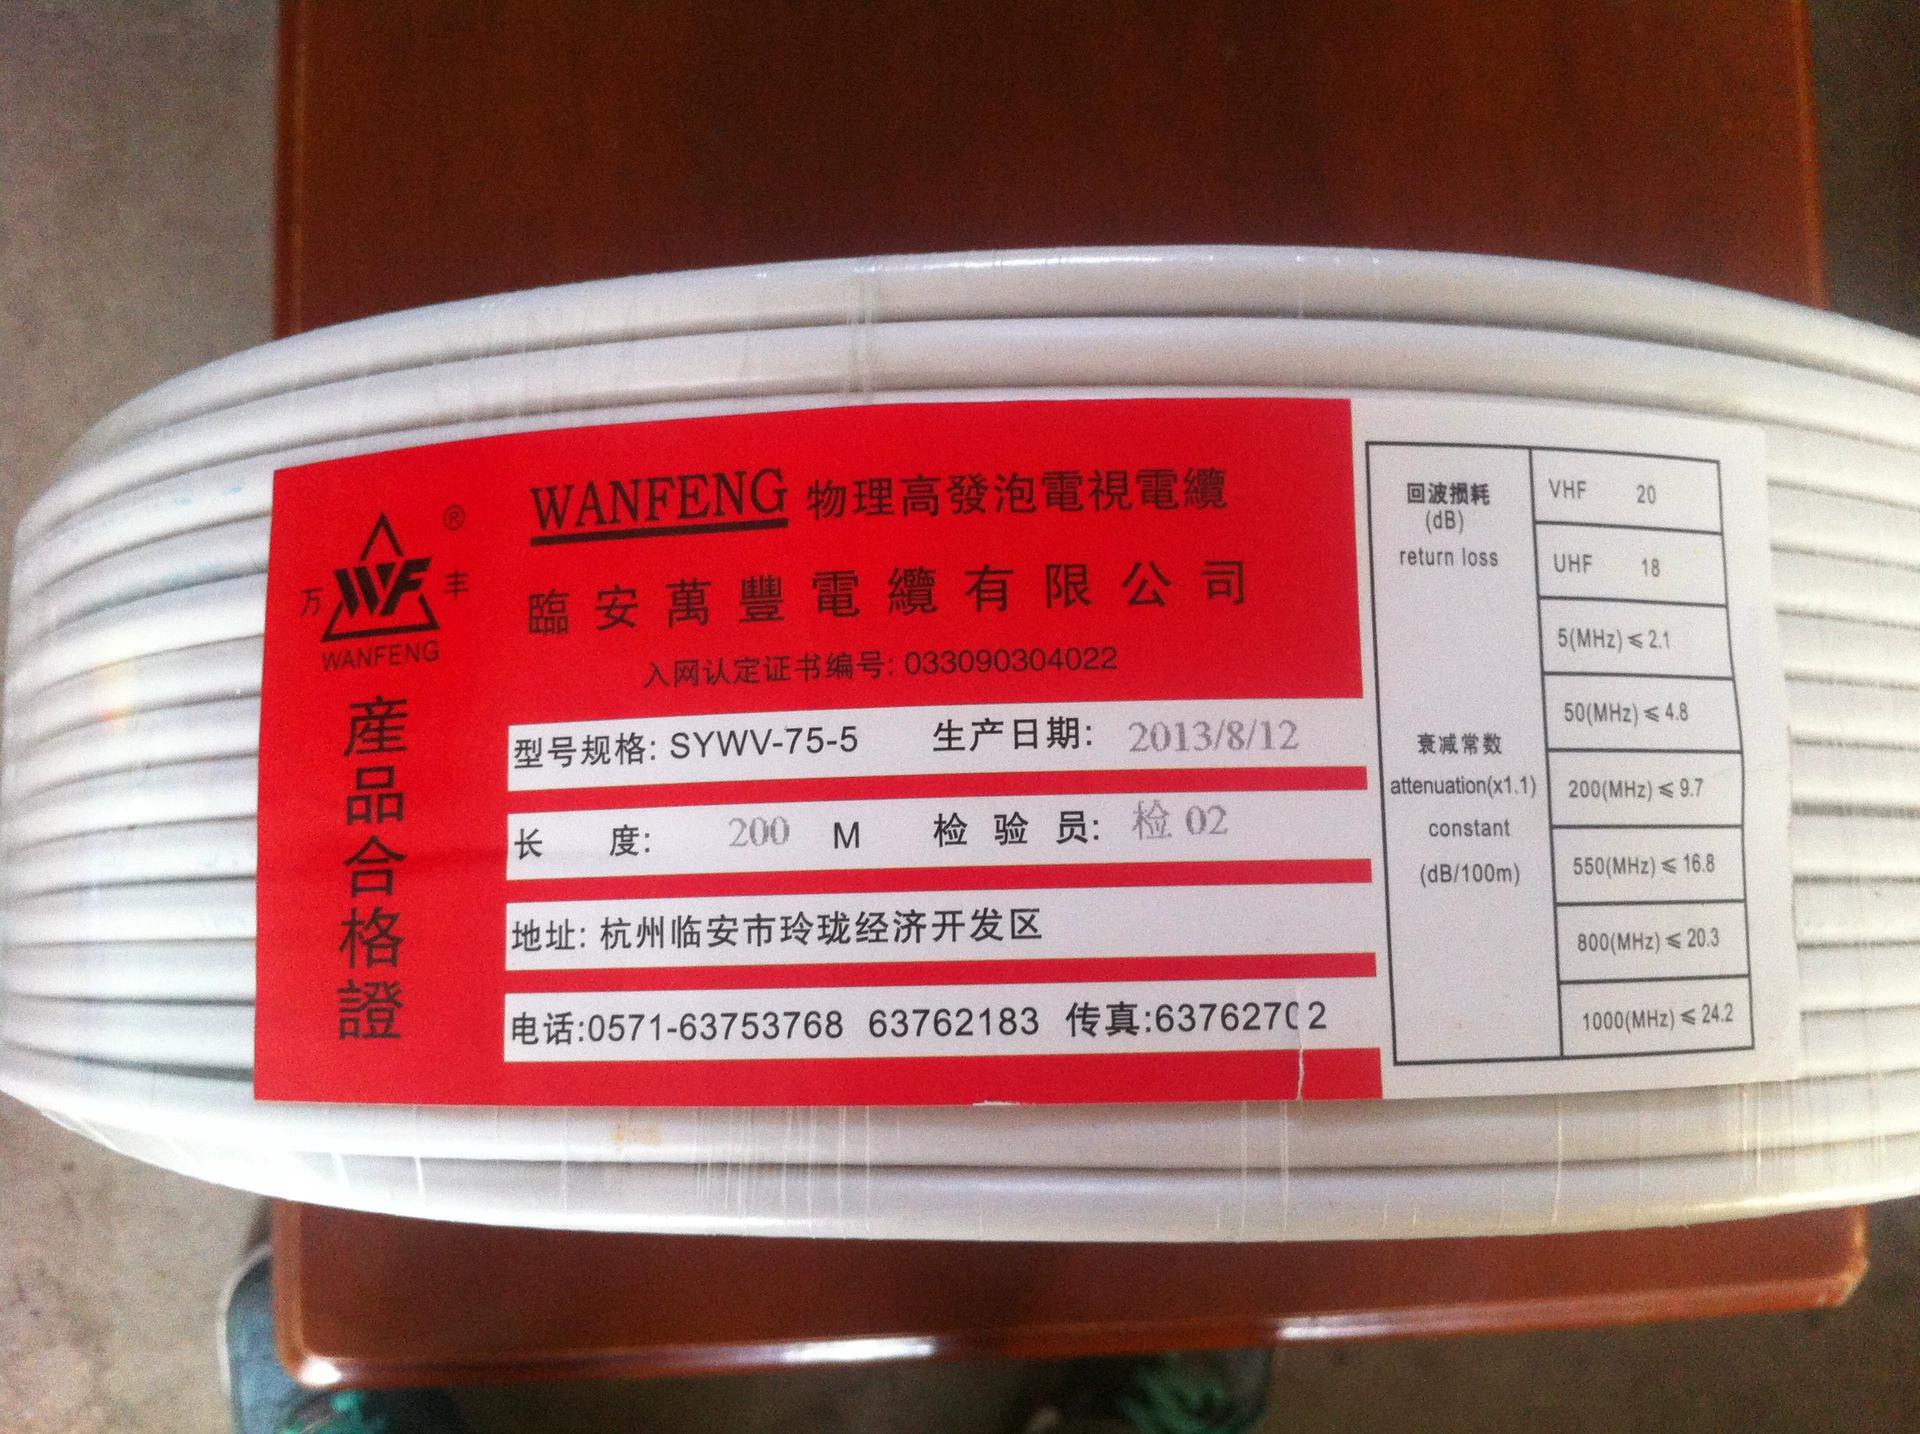 WF
®
万 丰
WANFENG
產品合格證
WANFENG 物理高發泡電視電纜
臨安萬豐電纜有限公司
入网认定证书编号: 033090304022
型号规格: SYWV-75-5 生产日期: 2013/8/12
长 度: 200 M 检 验 员: 检 02
地址: 杭州临安市玲珑经济开发区
电话:0571-63753768 63762183 传真:63762702
回波损耗
(dB)
return loss
VHF 20
UHF 18
衰减常数
attenuation(x1.1)
constant
(dB/100m)
5(MHz)≤2.1
50(MHz)≤4.8
200(MHz)≤9.7
550(MHz)≤16.8
800(MHz)≤20.3
1000(MHz)≤24.2